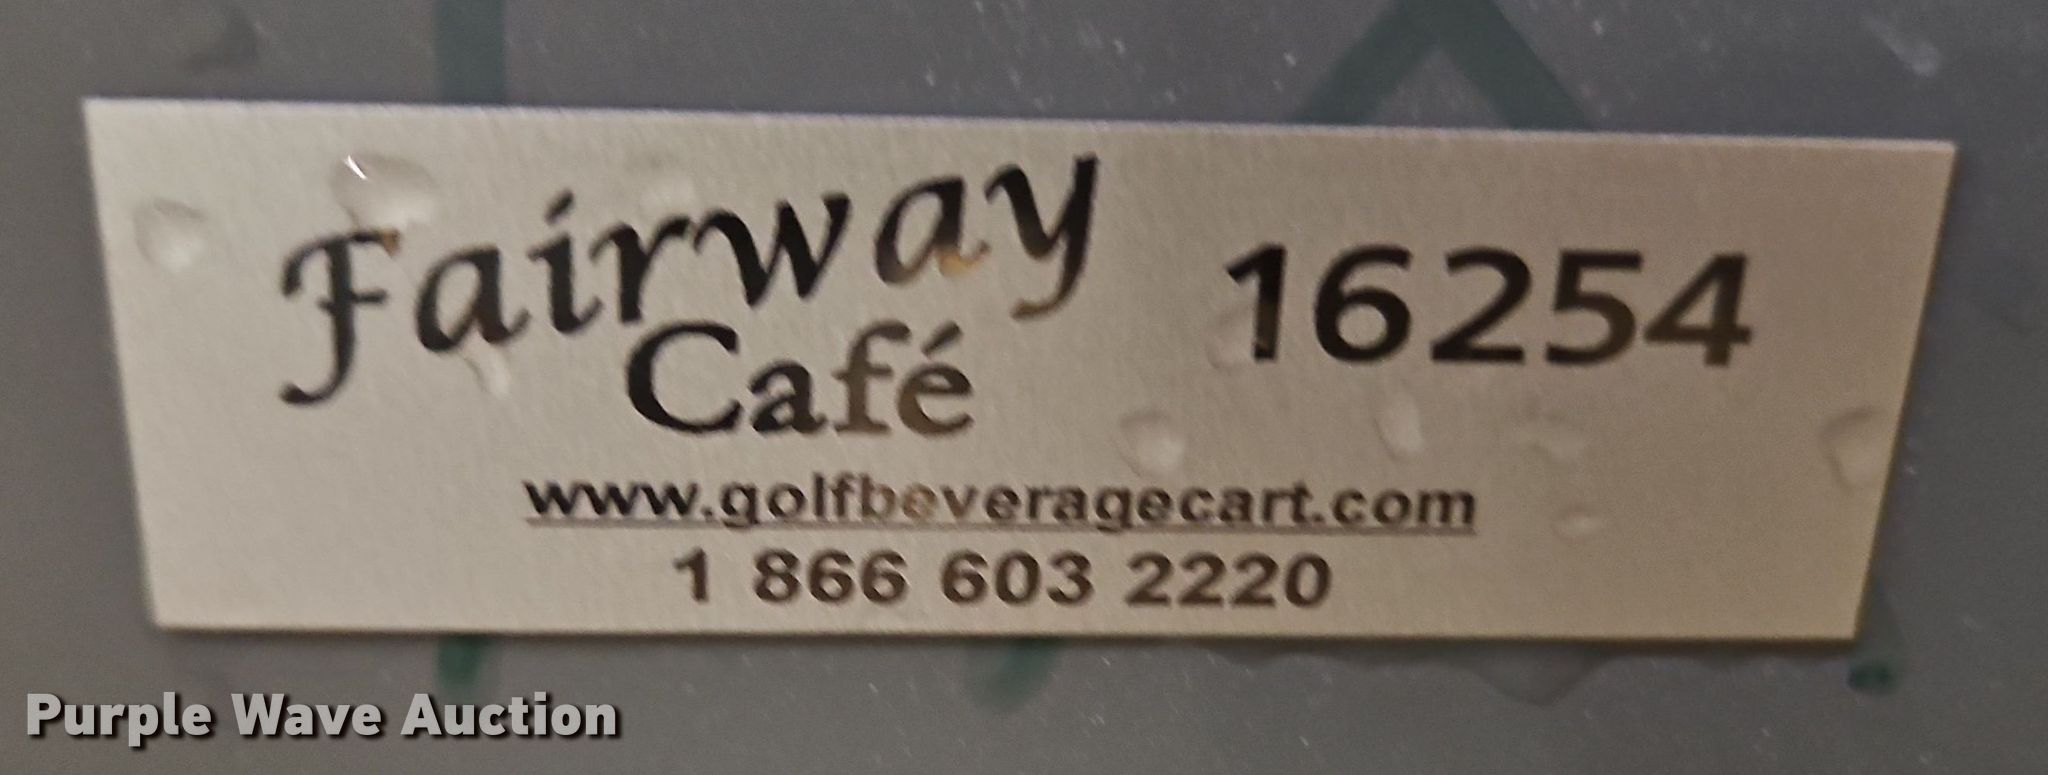 Fairway
Café
16254
www.golfbeveragecart.com
1 866 603 2220
Purple Wave Auction